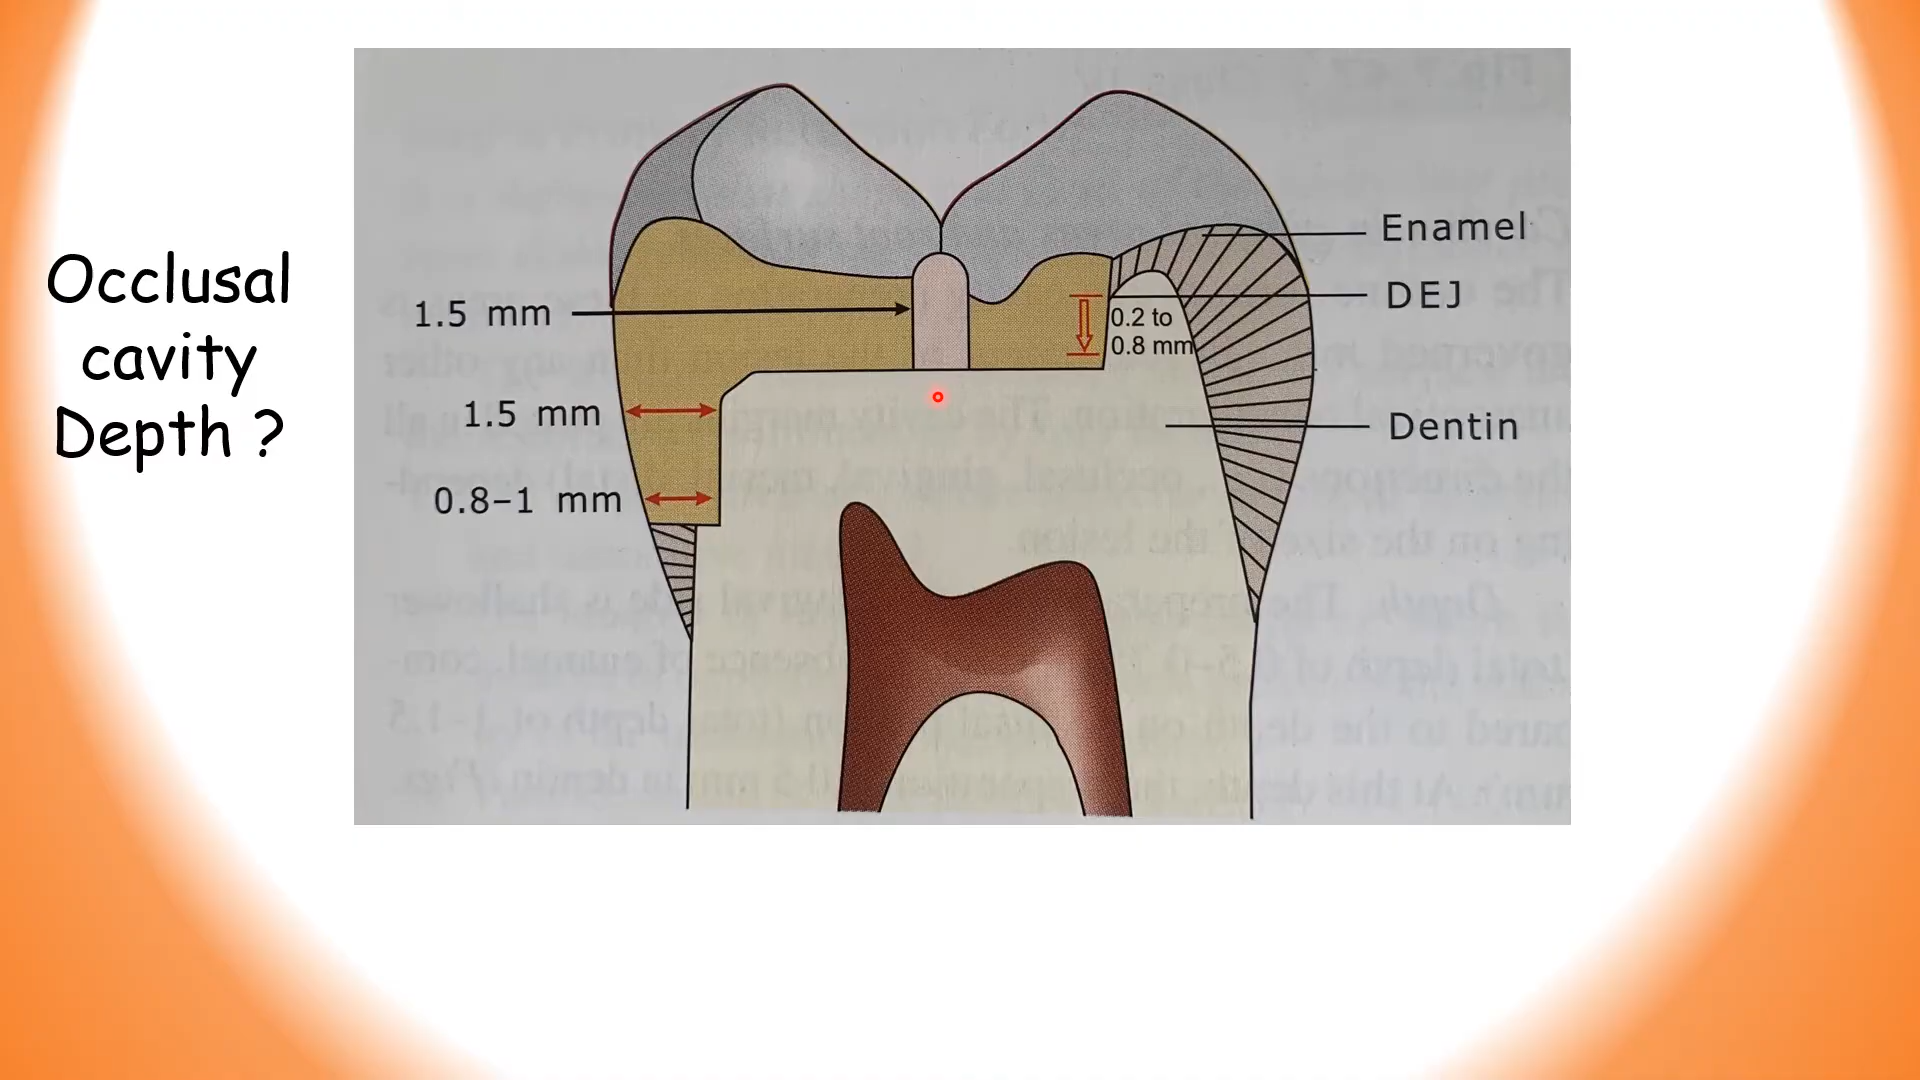 Occlusal
cavity
Depth ?
1.5 mm
1.5 mm
0.8–1 mm
0.2 to
0.8 mm
Enamel
DEJ
Dentin